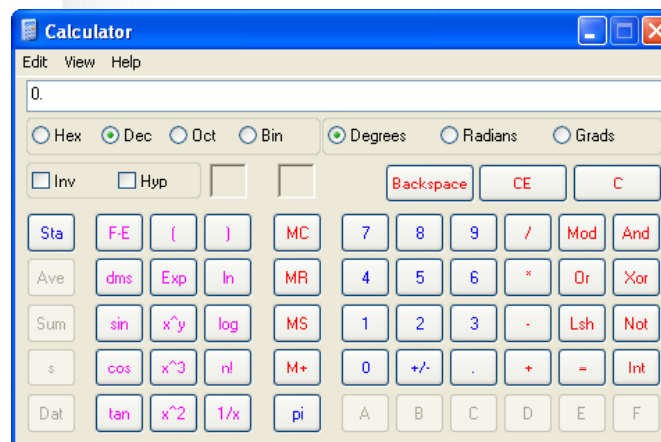 Calculator
Edit View Help
0.
Hex Dec Oct Bin Degrees Radians Grads
Inv Hyp Backspace CE C
Sta F-E ( ) MC 7 8 9 / Mod And
Ave dms Exp ln MR 4 5 6 * Or Xor
Sum sin x^y log MS 1 2 3 - Lsh Not
s cos x^3 n! M+ 0 +/- . + = Int
Dat tan x^2 1/x pi A B C D E F